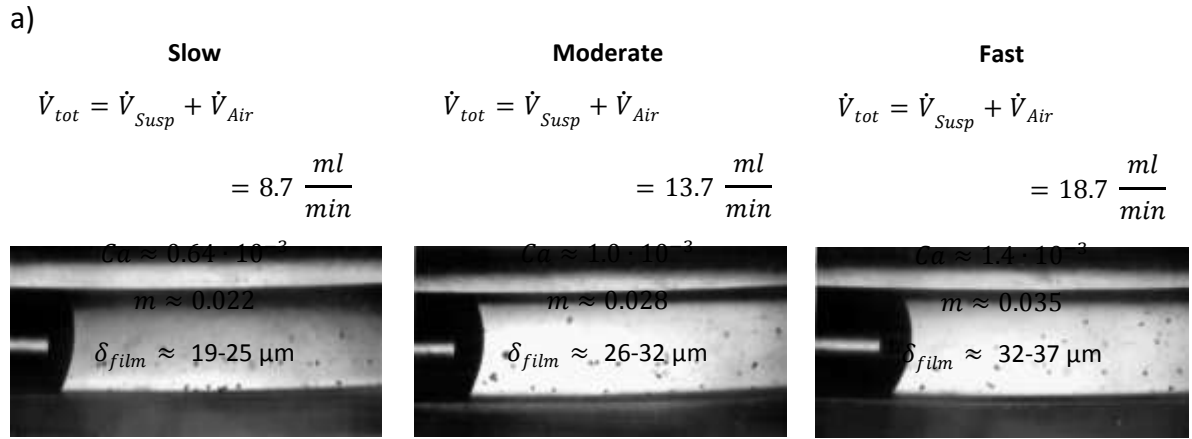 a)
Slow Moderate Fast
V̇tot = V̇Susp + V̇Air V̇tot = V̇Susp + V̇Air V̇tot = V̇Susp + V̇Air
= 8.7 ml/min = 13.7 ml/min = 18.7 ml/min
Ca ≈ 0.64 · 10⁻³ Ca ≈ 1.0 · 10⁻³ Ca ≈ 1.4 · 10⁻³
m ≈ 0.022 m ≈ 0.028 m ≈ 0.035
δfilm ≈ 19-25 µm δfilm ≈ 26-32 µm δfilm ≈ 32-37 µm